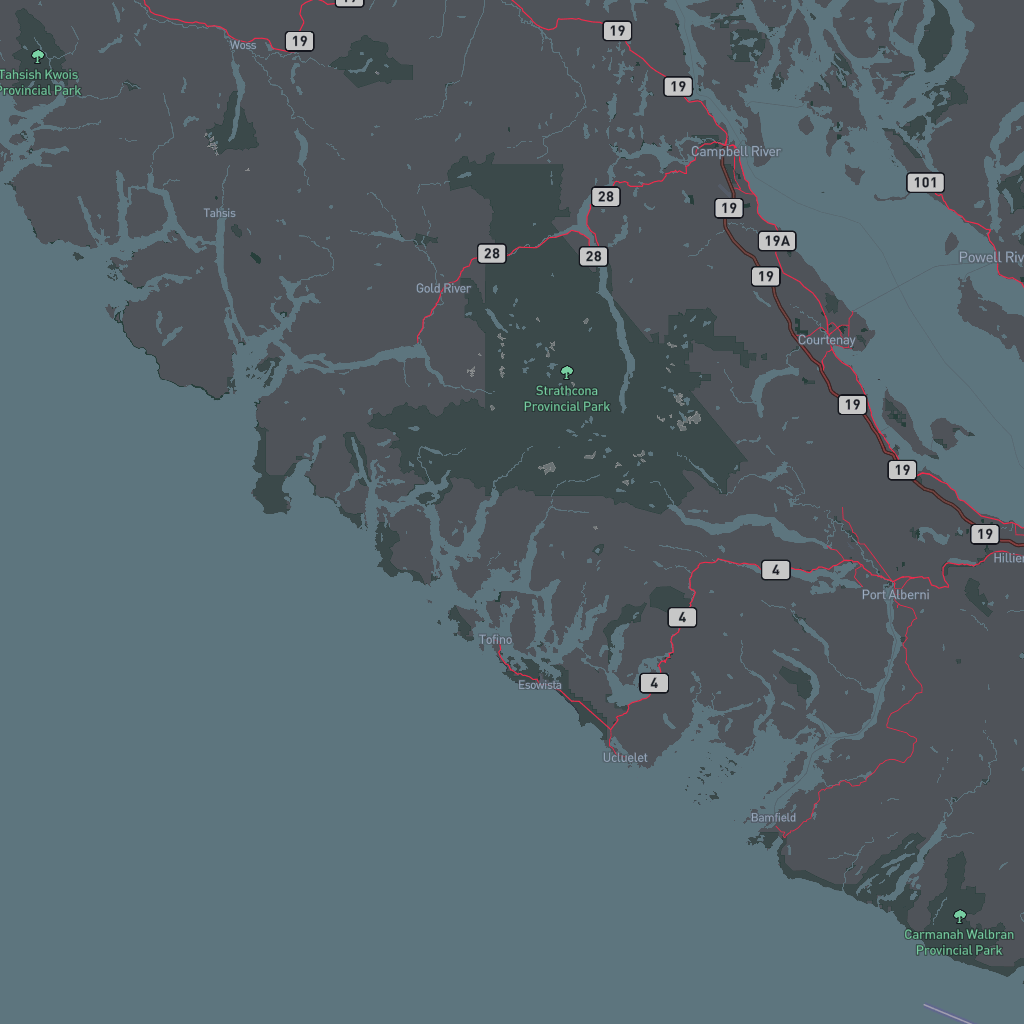 19
19
Woss
19
Tahsish Kwois
Provincial Park
19
Campbell River
101
28
19
Tahsis
19A
28
28
Powell Riv
19
Gold River
Courtenay
Strathcona
Provincial Park
19
19
19
Hillier
4
Port Alberni
4
Tofino
4
Esowista
Ucluelet
Bamfield
Carmanah Walbran
Provincial Park